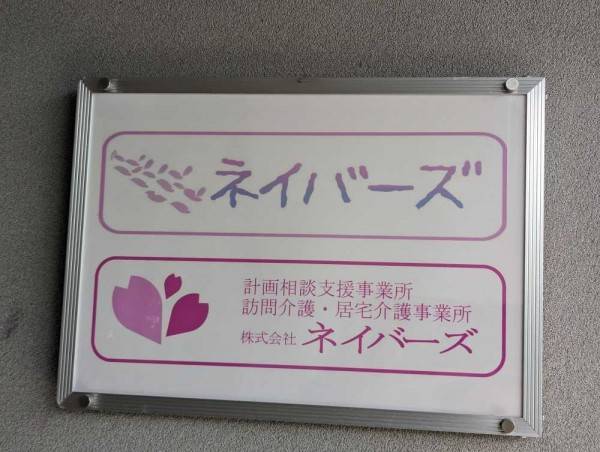 ネイバーズ
計画相談支援事業所
訪問介護・居宅介護事業所
株式会社 ネイバーズ